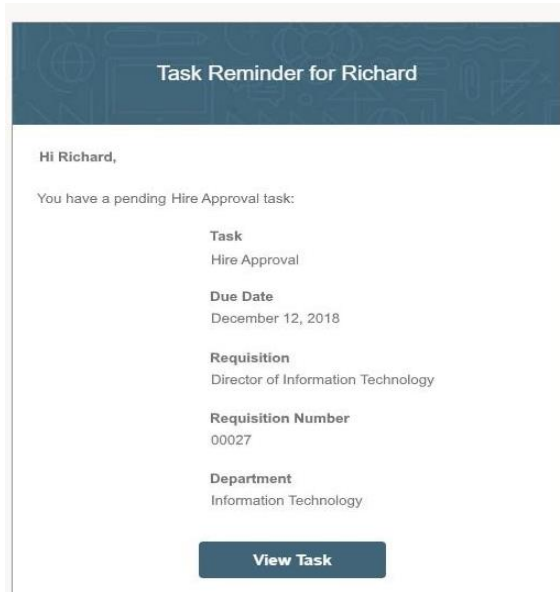 Task Reminder for Richard
Hi Richard,
You have a pending Hire Approval task:
Task
Hire Approval
Due Date
December 12, 2018
Requisition
Director of Information Technology
Requisition Number
00027
Department
Information Technology
View Task